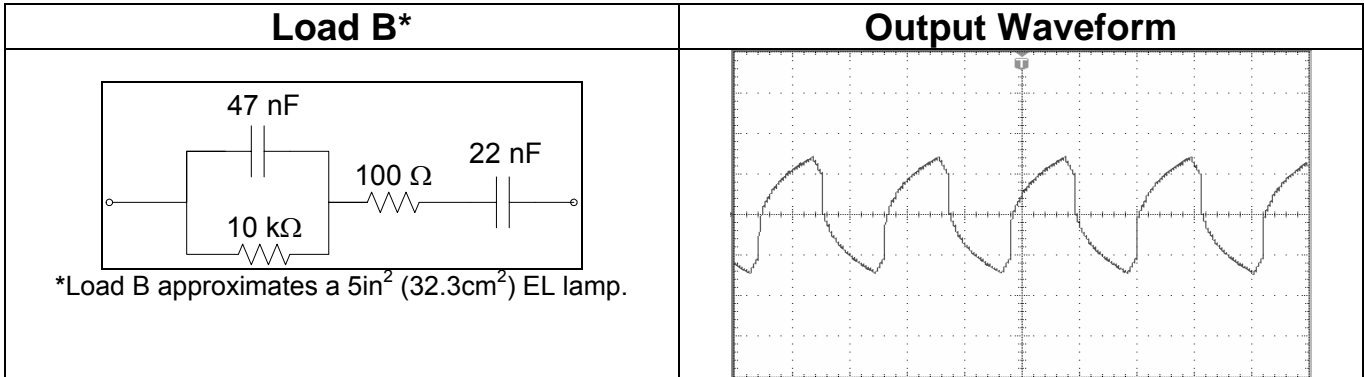 Load B*
Output Waveform
47 nF
22 nF
100 Ω
10 kΩ
*Load B approximates a 5in² (32.3cm²) EL lamp.
T